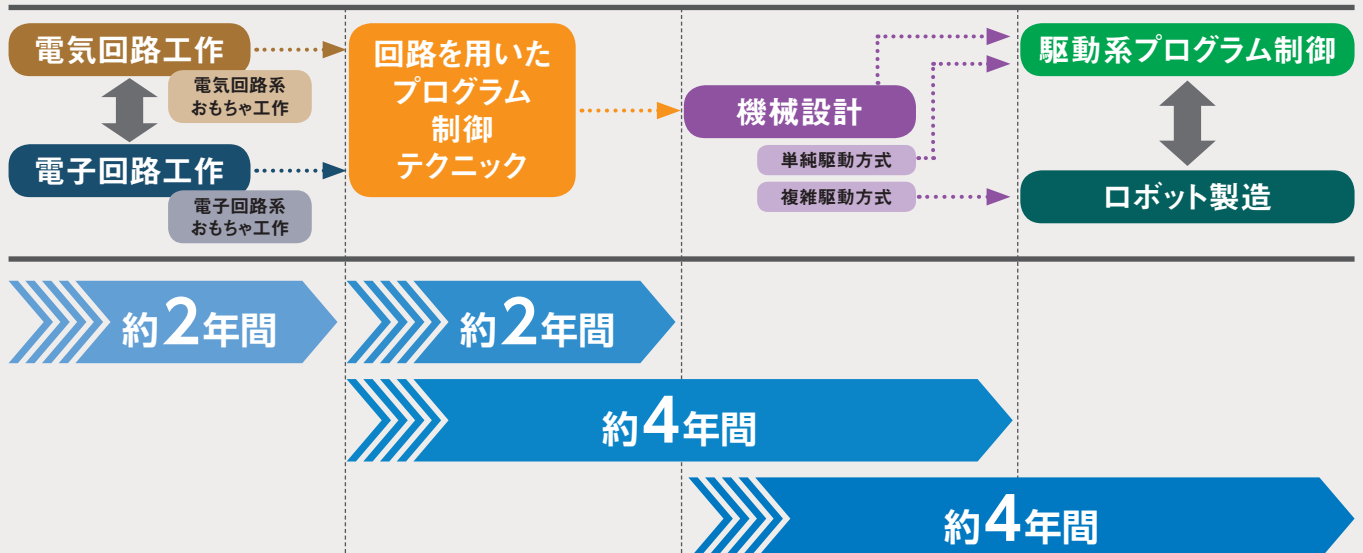 電気回路工作
電気回路系
おもちゃ工作
電子回路工作
電子回路系
おもちゃ工作
回路を用いた
プログラム
制御
テクニック
機械設計
単純駆動方式
複雑駆動方式
駆動系プログラム制御
ロボット製造
約2年間
約2年間
約4年間
約4年間